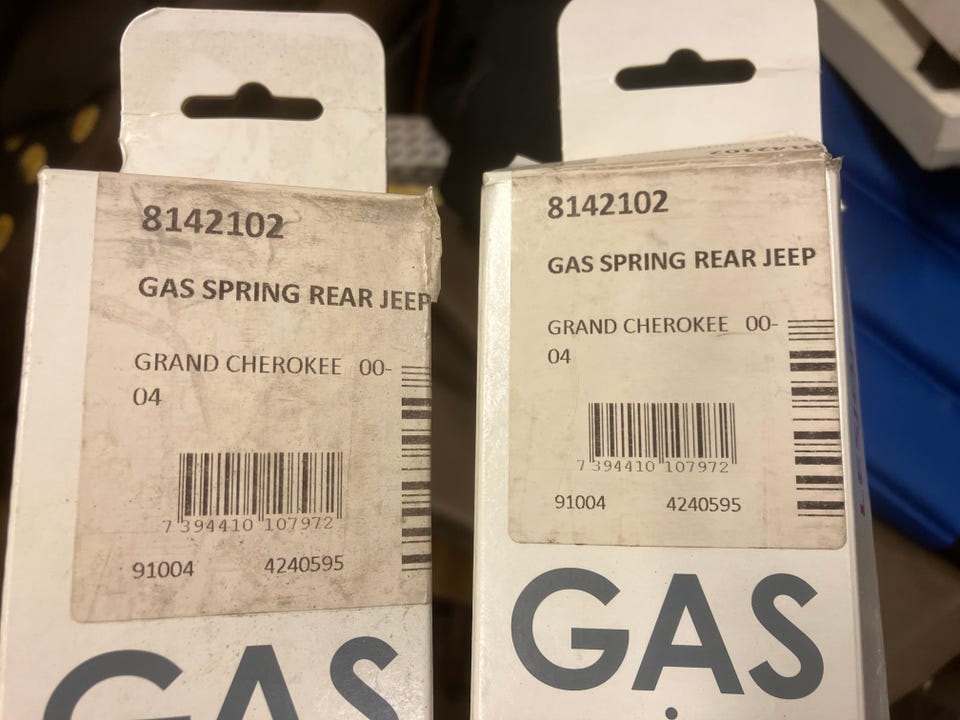 8142102
GAS SPRING REAR JEEP
GRAND CHEROKEE 00-
04
7 394410 107972
91004 4240595
GAS
8142102
8142102
GAS SPRING REAR JEEP
GRAND CHEROKEE 00-
04
7 394410 107972
91004 4240595
GAS